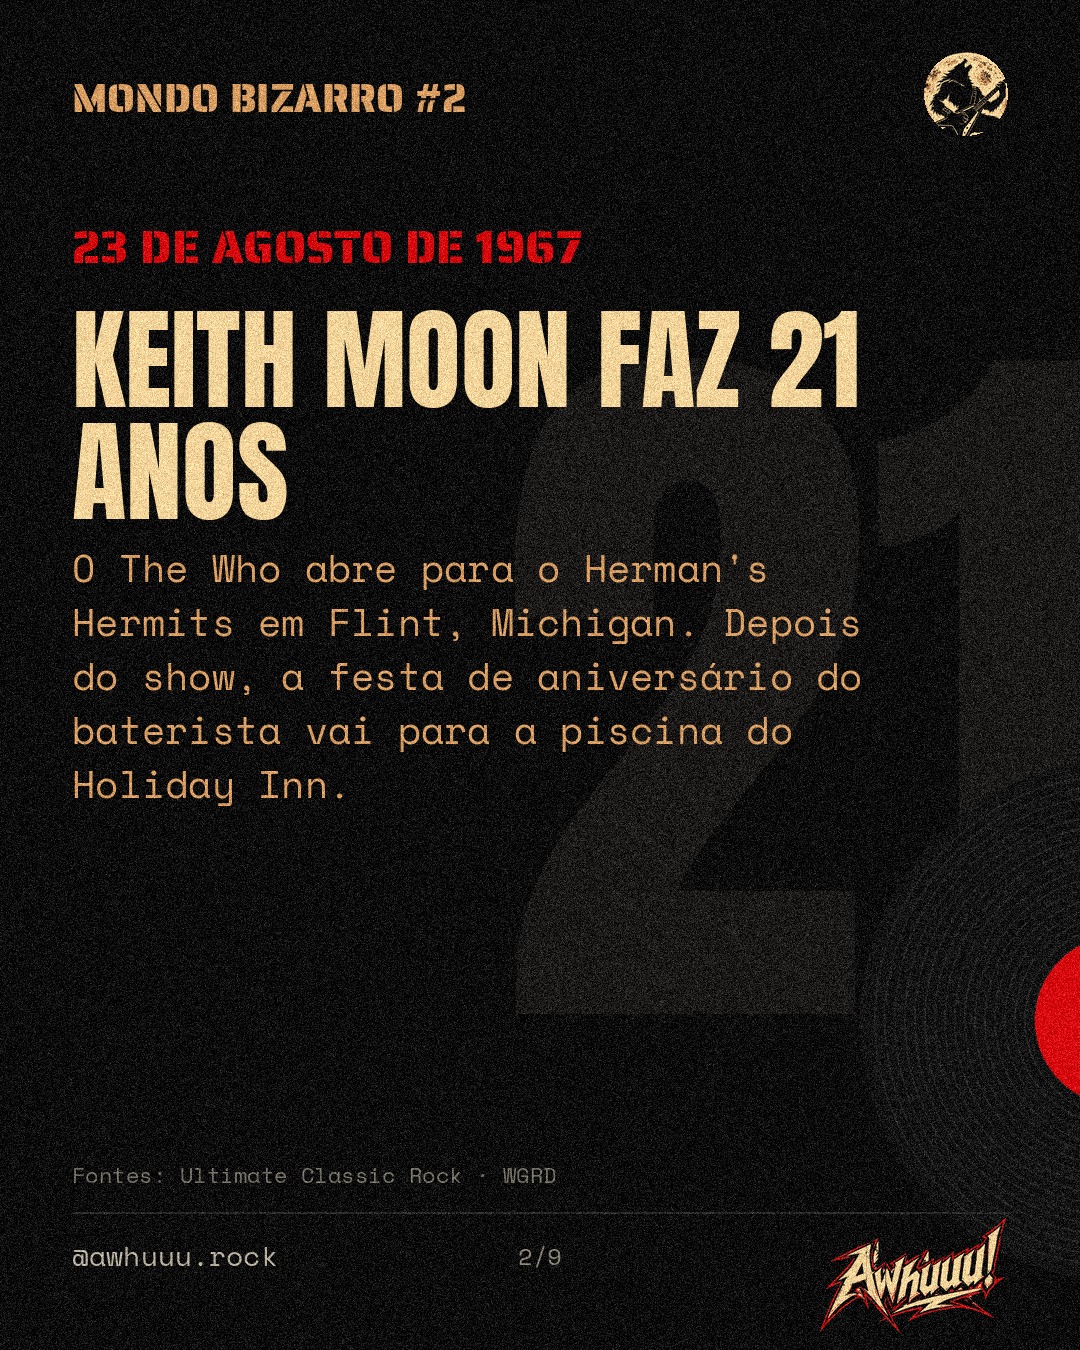 MONDO BIZARRO #2
23 DE AGOSTO DE 1967
KEITH MOON FAZ 21
ANOS
21
O The Who abre para o Herman's
Hermits em Flint, Michigan. Depois
do show, a festa de aniversário do
baterista vai para a piscina do
Holiday Inn.
Fontes: Ultimate Classic Rock · WGRD
@awhuuu.rock
2/9
Awhuuu!